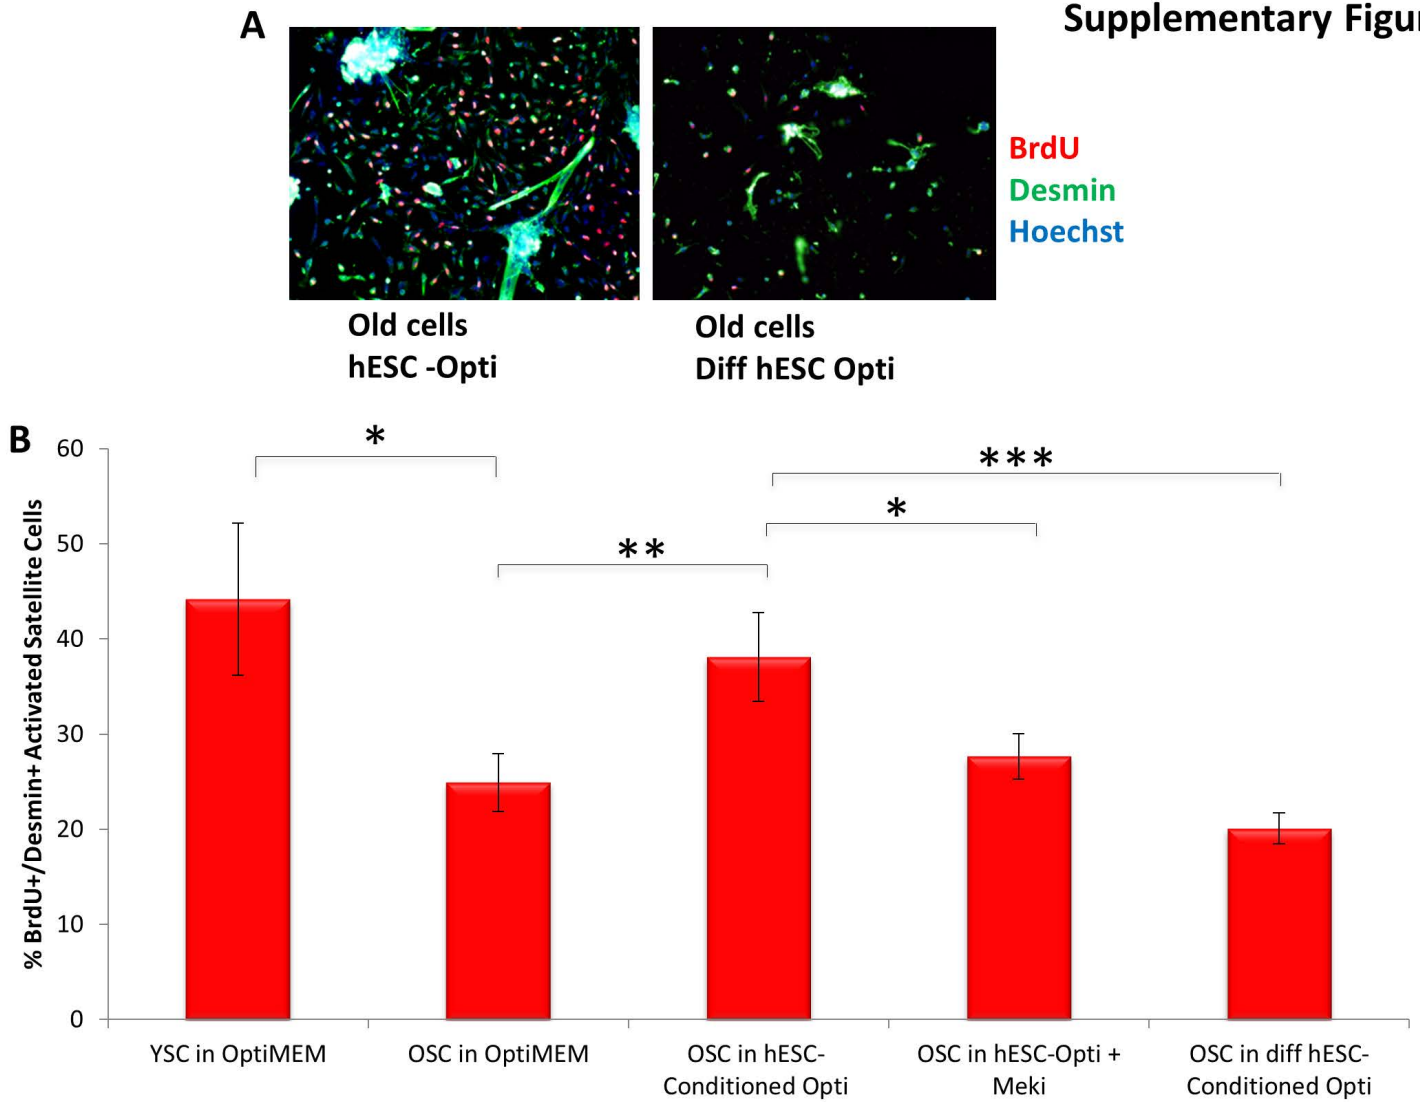 A
Supplementary Figu
BrdU
Desmin
Hoechst
Old cells
hESC -Opti
Old cells
Diff hESC Opti
B
% BrdU+/Desmin+ Activated Satellite Cells
60
50
40
30
20
10
0
*
**
*
***
YSC in OptiMEM
OSC in OptiMEM
OSC in hESC-
Conditioned Opti
OSC in hESC-Opti +
Meki
OSC in diff hESC-
Conditioned Opti